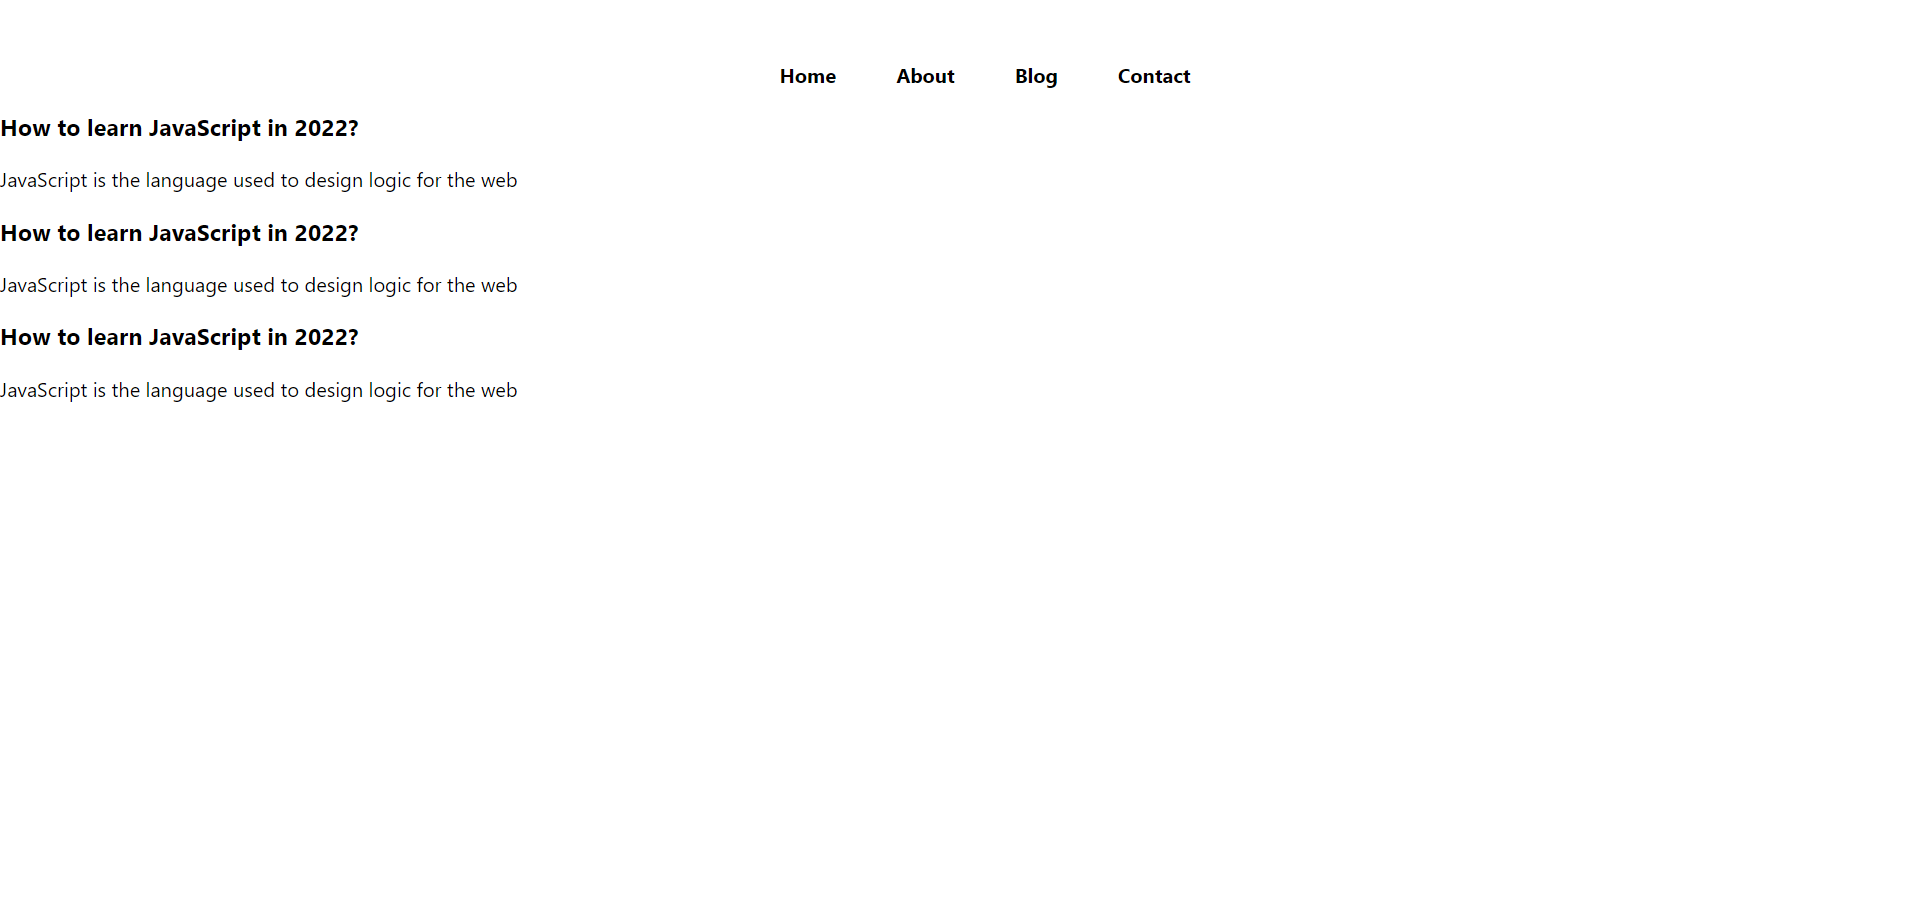 Home About Blog Contact
How to learn JavaScript in 2022?
JavaScript is the language used to design logic for the web
How to learn JavaScript in 2022?
JavaScript is the language used to design logic for the web
How to learn JavaScript in 2022?
JavaScript is the language used to design logic for the web